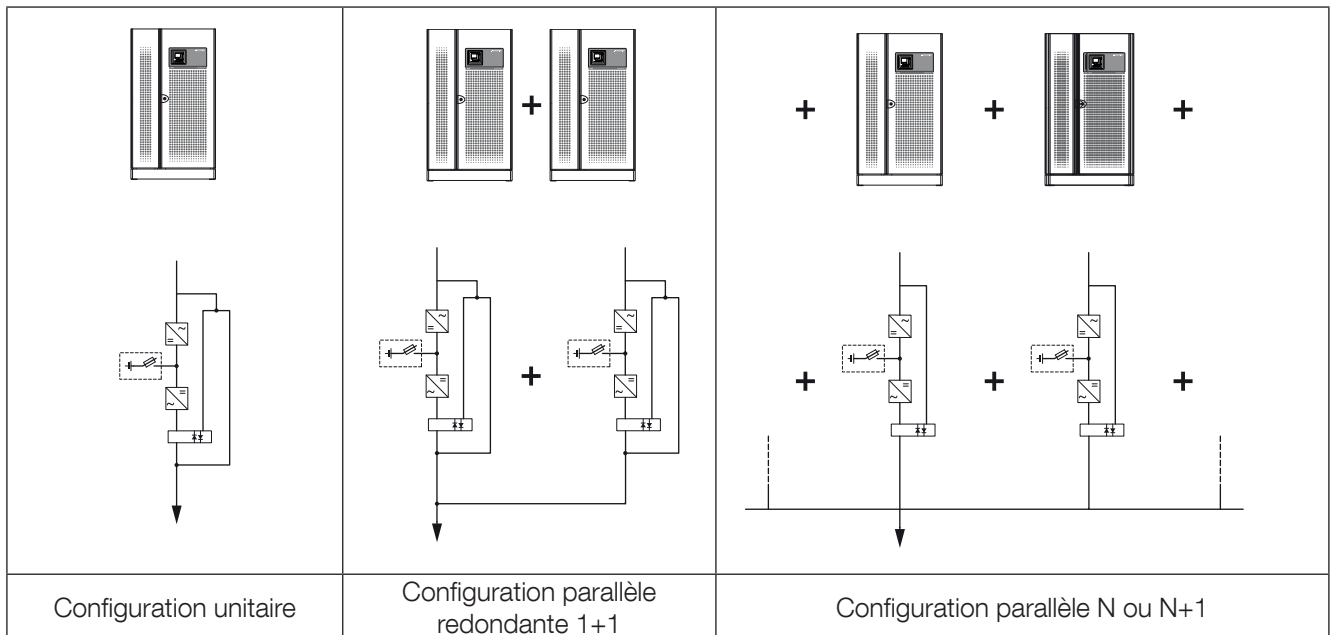 +
+ + +
+
+ + +
Configuration unitaire
Configuration parallèle
redondante 1+1
Configuration parallèle N ou N+1